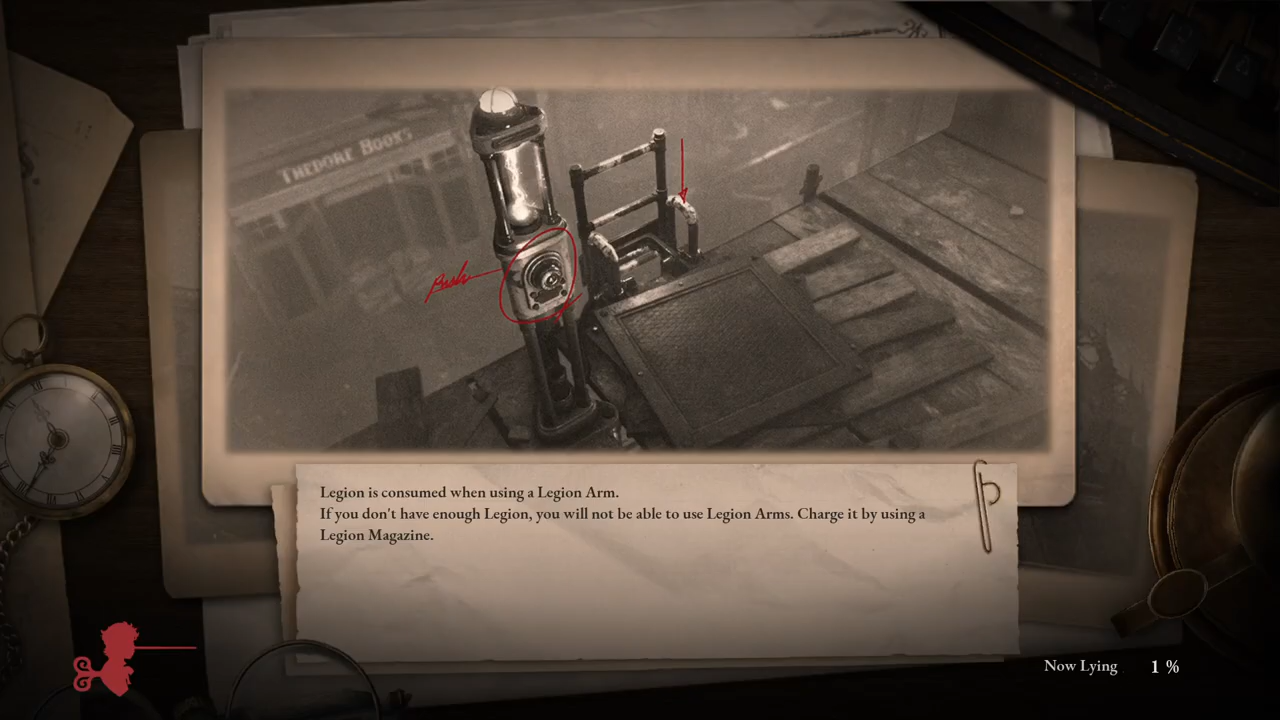 THEDORE BOOKS
Push
Legion is consumed when using a Legion Arm.
If you don't have enough Legion, you will not be able to use Legion Arms. Charge it by using a
Legion Magazine.
Now Lying 1 %